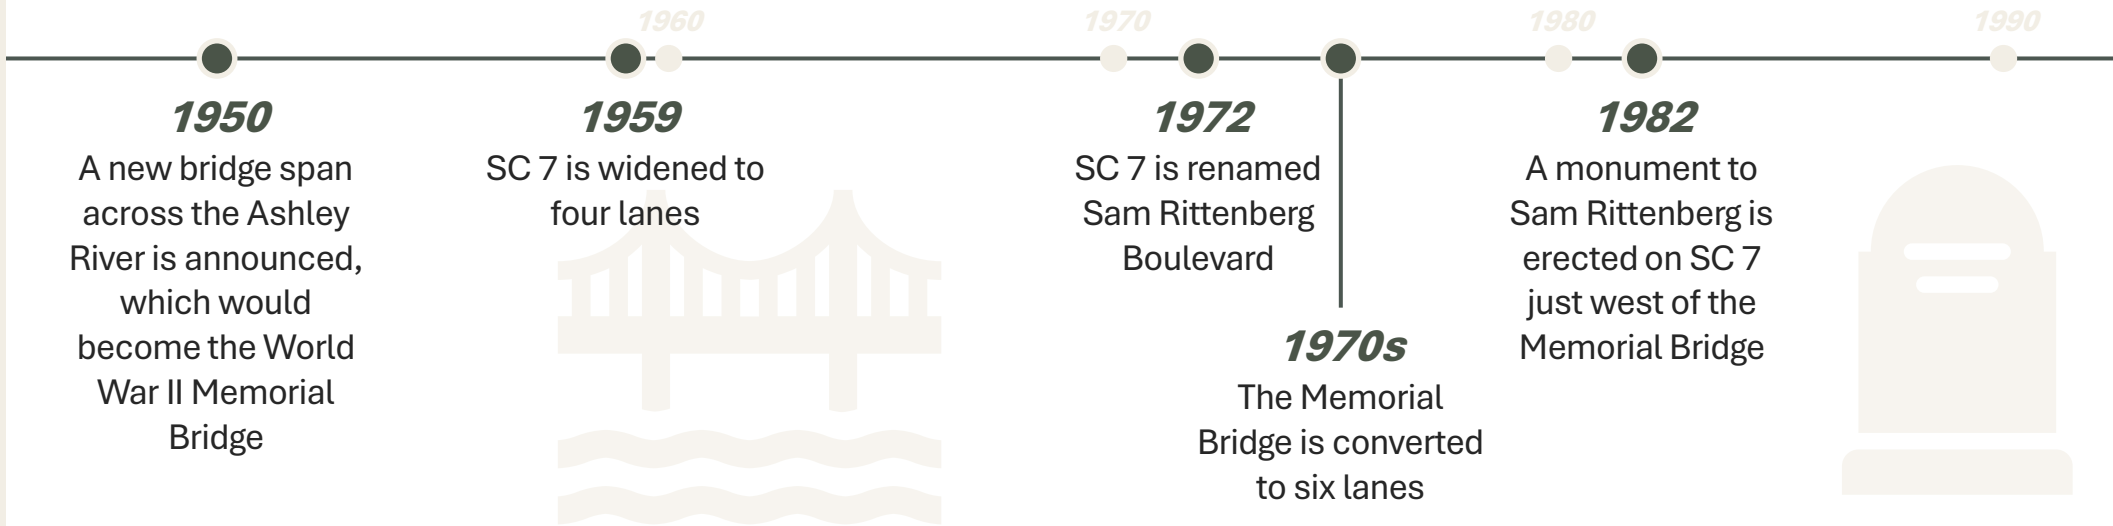 1960
1970
1980
1990
1950
A new bridge span
across the Ashley
River is announced,
which would
become the World
War II Memorial
Bridge
1959
SC 7 is widened to
four lanes
1972
SC 7 is renamed
Sam Rittenberg
Boulevard
1970s
The Memorial
Bridge is converted
to six lanes
1982
A monument to
Sam Rittenberg is
erected on SC 7
just west of the
Memorial Bridge